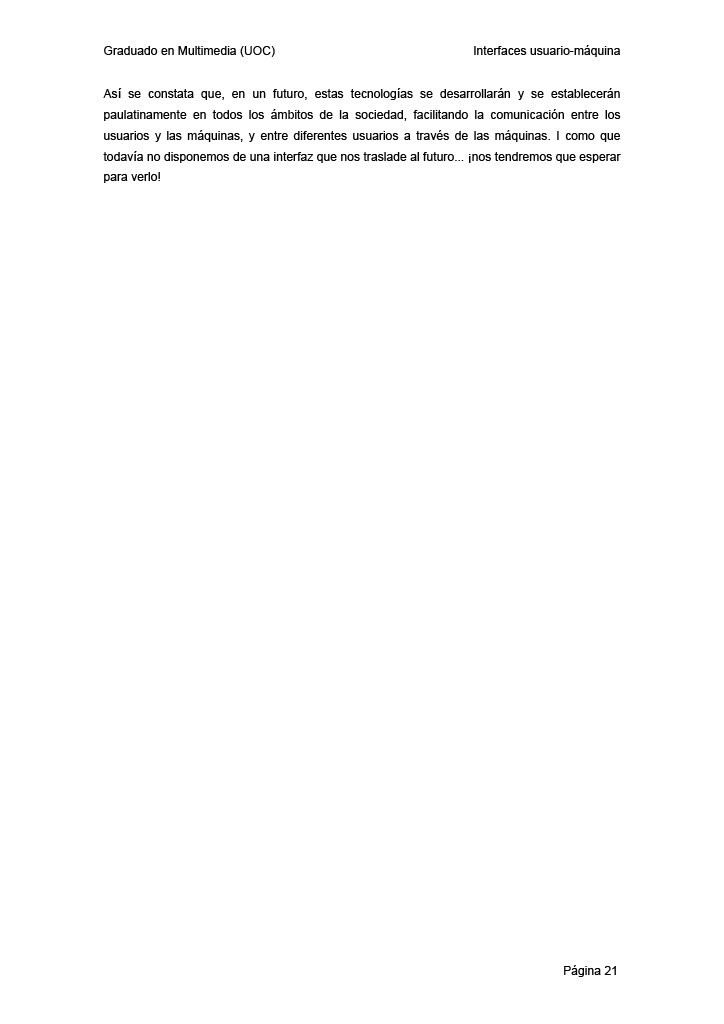 Graduado en Multimedia (UOC) Interfaces usuario-máquina
Así se constata que, en un futuro, estas tecnologías se desarrollarán y se establecerán
paulatinamente en todos los ámbitos de la sociedad, facilitando la comunicación entre los
usuarios y las máquinas, y entre diferentes usuarios a través de las máquinas. I como que
todavía no disponemos de una interfaz que nos traslade al futuro... ¡nos tendremos que esperar
para verlo!
Página 21